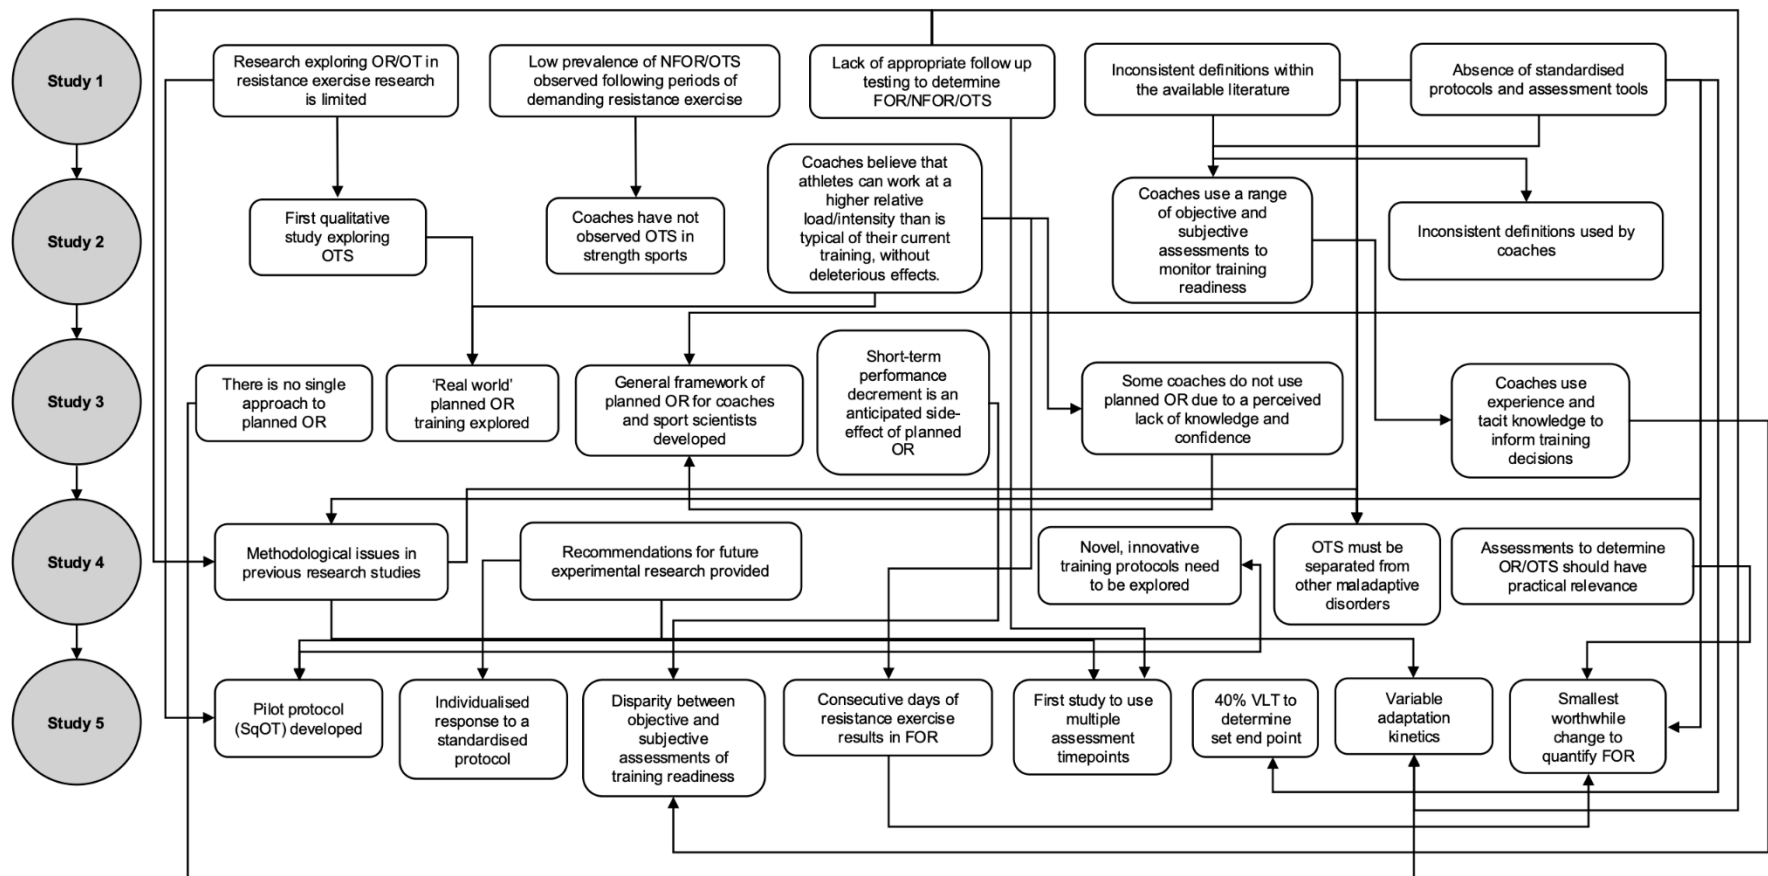 Study 1
Research exploring OR/OT in
resistance exercise research
is limited
Low prevalence of NFOR/OTS
observed following periods of
demanding resistance exercise
Lack of appropriate follow up
testing to determine
FOR/NFOR/OTS
Inconsistent definitions within
the available literature
Absence of standardised
protocols and assessment tools
Study 2
First qualitative
study exploring
OTS
Coaches have not
observed OTS in
strength sports
Coaches believe that
athletes can work at a
higher relative
load/intensity than is
typical of their current
training, without
deleterious effects.
Coaches use a range
of objective and
subjective
assessments to
monitor training
readiness
Inconsistent definitions used by
coaches
Study 3
There is no single
approach to
planned OR
'Real world'
planned OR
training explored
General framework of
planned OR for coaches
and sport scientists
developed
Short-term
performance
decrement is an
anticipated side-
effect of planned
OR
Some coaches do not use
planned OR due to a perceived
lack of knowledge and
confidence
Coaches use
experience and
tacit knowledge to
inform training
decisions
Study 4
Methodological issues in
previous research studies
Recommendations for future
experimental research provided
Novel, innovative
training protocols need
to be explored
OTS must be
separated from
other maladaptive
disorders
Assessments to determine
OR/OTS should have
practical relevance
Study 5
Pilot protocol
(SqOT) developed
Individualised
response to a
standardised
protocol
Disparity between
objective and
subjective
assessments of
training readiness
Consecutive days of
resistance exercise
results in FOR
First study to use
multiple
assessment
timepoints
40% VLT to
determine
set end point
Variable
adaptation
kinetics
Smallest
worthwhile
change to
quantify FOR